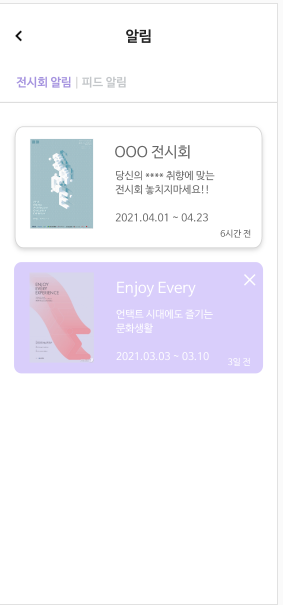 알림
전시회 알림 | 피드 알림
OOO 전시회
당신의 **** 취향에 맞는
전시회 놓치지마세요!!
2021.04.01 ~ 04.23
6시간 전
ENJOY
EVERY
EXPERIENCE
Enjoy Every
언택트 시대에도 즐기는
문화생활
2021.03.03 ~ 03.10
3일 전